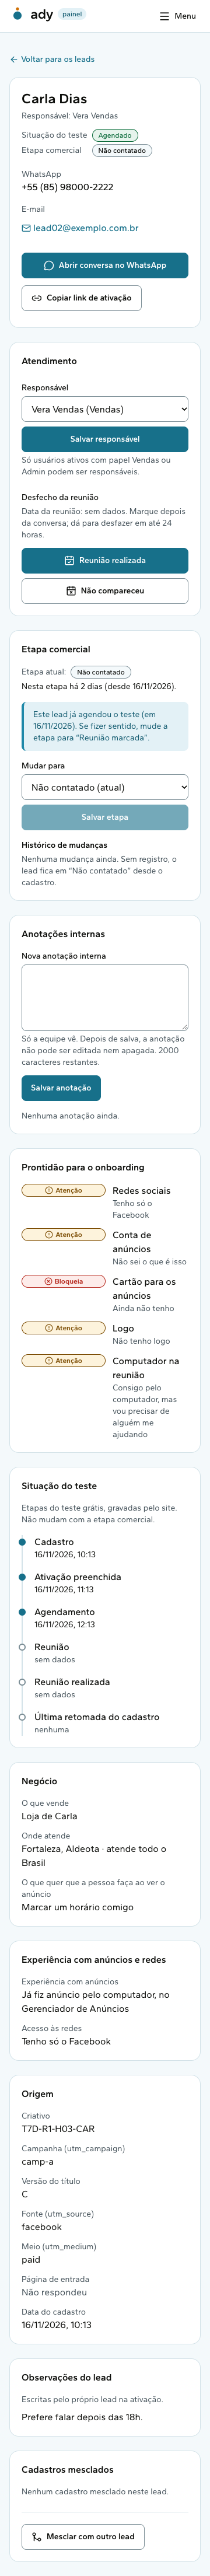 ady painel
Menu
Voltar para os leads
Carla Dias
Responsável: Vera Vendas
Situação do teste Agendado
Etapa comercial Não contatado
WhatsApp
+55 (85) 98000-2222
E-mail
lead02@exemplo.com.br
Abrir conversa no WhatsApp
Copiar link de ativação
Atendimento
Responsável
Vera Vendas (Vendas)
Salvar responsável
Só usuários ativos com papel Vendas ou
Admin podem ser responsáveis.
Desfecho da reunião
Data da reunião: sem dados. Marque depois
da conversa; dá para desfazer em até 24
horas.
Reunião realizada
Não compareceu
Etapa comercial
Etapa atual: Não contatado
Nesta etapa há 2 dias (desde 16/11/2026).
Este lead já agendou o teste (em
16/11/2026). Se fizer sentido, mude a
etapa para "Reunião marcada".
Mudar para
Não contatado (atual)
Salvar etapa
Histórico de mudanças
Nenhuma mudança ainda. Sem registro, o
lead fica em "Não contatado" desde o
cadastro.
Anotações internas
Nova anotação interna
Só a equipe vê. Depois de salva, a anotação
não pode ser editada nem apagada. 2000
caracteres restantes.
Salvar anotação
Nenhuma anotação ainda.
Prontidão para o onboarding
Atenção
Redes sociais
Tenho só o
Facebook
Atenção
Conta de
anúncios
Não sei o que é isso
Bloqueia
Cartão para os
anúncios
Ainda não tenho
Atenção
Logo
Não tenho logo
Atenção
Computador na
reunião
Consigo pelo
computador, mas
vou precisar de
alguém me
ajudando
Situação do teste
Etapas do teste grátis, gravadas pelo site.
Não mudam com a etapa comercial.
Cadastro
16/11/2026, 10:13
Ativação preenchida
16/11/2026, 11:13
Agendamento
16/11/2026, 12:13
Reunião
sem dados
Reunião realizada
sem dados
Última retomada do cadastro
nenhuma
Negócio
O que vende
Loja de Carla
Onde atende
Fortaleza, Aldeota · atende todo o
Brasil
O que quer que a pessoa faça ao ver o
anúncio
Marcar um horário comigo
Experiência com anúncios e redes
Experiência com anúncios
Já fiz anúncio pelo computador, no
Gerenciador de Anúncios
Acesso às redes
Tenho só o Facebook
Origem
Criativo
T7D-R1-H03-CAR
Campanha (utm_campaign)
camp-a
Versão do título
C
Fonte (utm_source)
facebook
Meio (utm_medium)
paid
Página de entrada
Não respondeu
Data do cadastro
16/11/2026, 10:13
Observações do lead
Escritas pelo próprio lead na ativação.
Prefere falar depois das 18h.
Cadastros mesclados
Nenhum cadastro mesclado neste lead.
Mesclar com outro lead